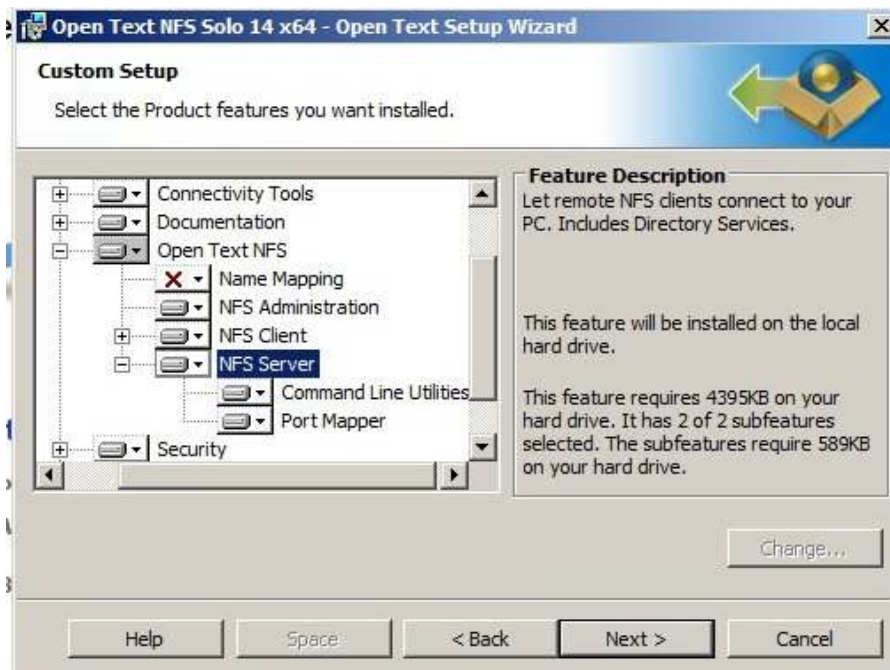 Open Text NFS Solo 14 x64 - Open Text Setup Wizard
Custom Setup
Select the Product features you want installed.
Connectivity Tools
Documentation
Open Text NFS
Name Mapping
NFS Administration
NFS Client
NFS Server
Command Line Utilities
Port Mapper
Security
Feature Description
Let remote NFS clients connect to your
PC. Includes Directory Services.
This feature will be installed on the local
hard drive.
This feature requires 4395KB on your
hard drive. It has 2 of 2 subfeatures
selected. The subfeatures require 589KB
on your hard drive.
Change...
Help
Space
< Back
Next >
Cancel